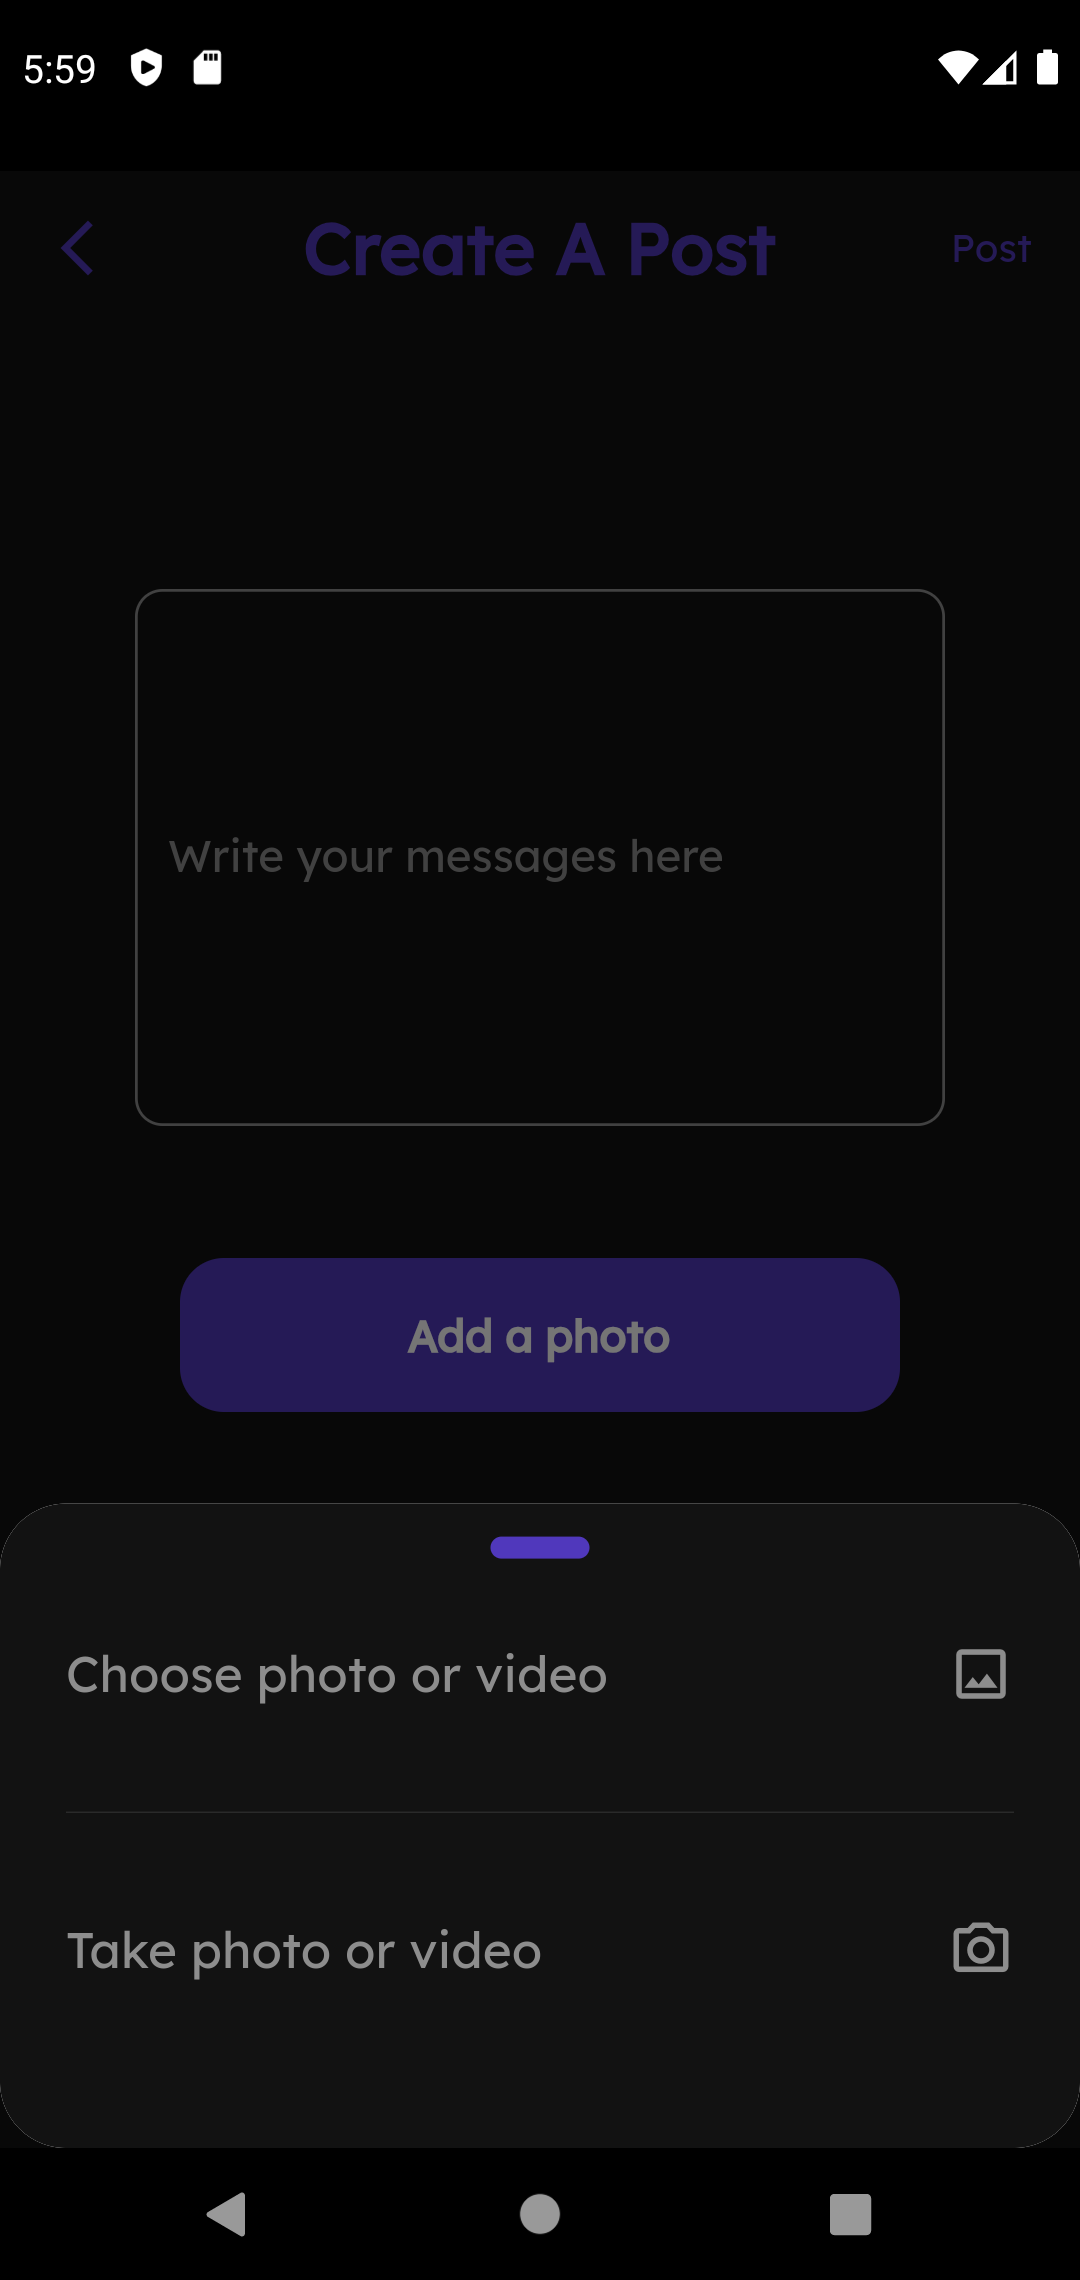 5:59
Create A Post
Post
Write your messages here
Add a photo
Choose photo or video
Take photo or video